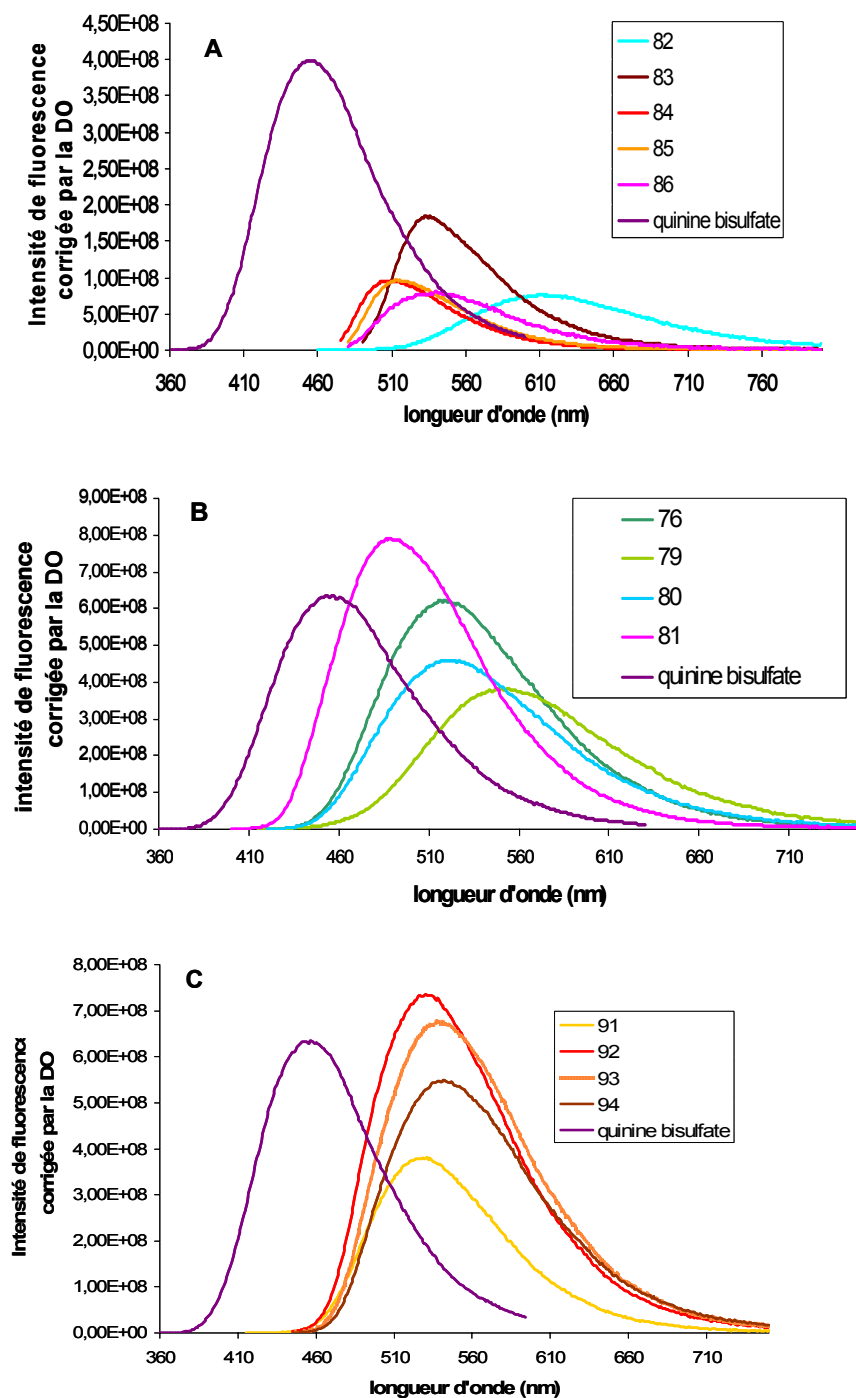 A
Intensité de fluorescence
corrigée par la DO
4,50E+08
4,00E+08
3,50E+08
3,00E+08
2,50E+08
2,00E+08
1,50E+08
1,00E+08
5,00E+07
0,00E+00
360 410 460 510 560 610 660 710 760
longueur d'onde (nm)
82
83
84
85
86
quinine bisulfate
B
intensité de fluorescence
corrigée par la DO
9,00E+08
8,00E+08
7,00E+08
6,00E+08
5,00E+08
4,00E+08
3,00E+08
2,00E+08
1,00E+08
0,00E+00
360 410 460 510 560 610 660 710
longueur d'onde (nm)
76
79
80
81
quinine bisulfate
C
Intensité de fluorescence
corrigée par la DO
8,00E+08
7,00E+08
6,00E+08
5,00E+08
4,00E+08
3,00E+08
2,00E+08
1,00E+08
0,00E+00
360 410 460 510 560 610 660 710
longueur d'onde (nm)
91
92
93
94
quinine bisulfate